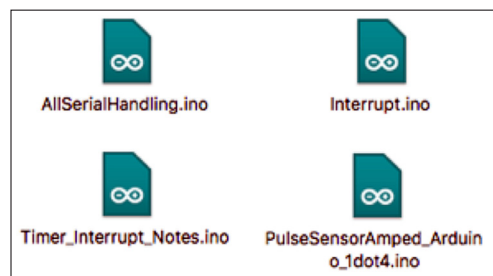 AllSerialHandling.ino
Interrupt.ino
Timer_Interrupt_Notes.ino
PulseSensorAmped_Arduin
o_1dot4.ino